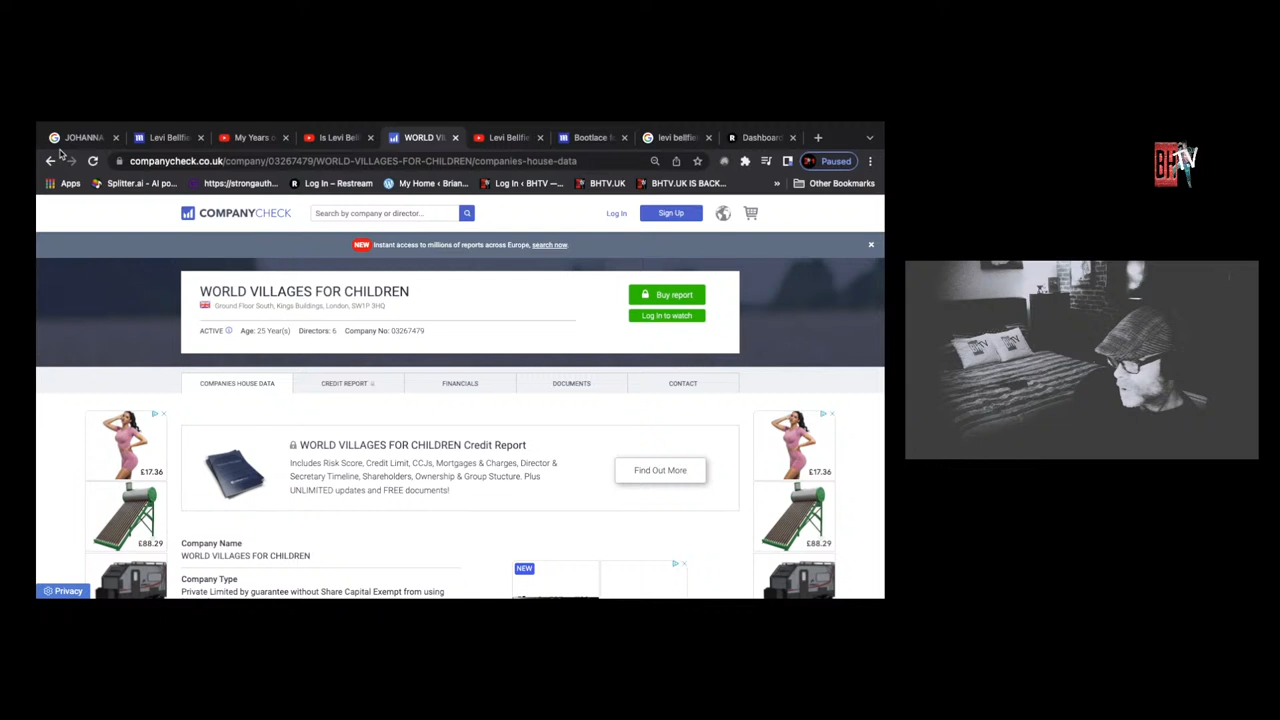 JOHANNA
Levi Bellfie
My Years o
Is Levi Bel
WORLD VI
Levi Bellfie
Bootlace fo
levi bellfie
Dashboard
companycheck.co.uk/company/03267479/WORLD-VILLAGES-FOR-CHILDREN/companies-house-data
Paused
Apps
Splitter.ai - AI po...
https://strongauth...
Log In – Restream
My Home ‹ Brian...
Log In ‹ BHTV —...
BHTV.UK
BHTV.UK IS BACK...
»
Other Bookmarks
COMPANYCHECK
Search by company or director...
Log In
Sign Up
NEW Instant access to millions of reports across Europe, search now.
WORLD VILLAGES FOR CHILDREN
Ground Floor South, Kings Buildings, London, SW1P 3HQ
ACTIVE Age: 25 Year(s) Directors: 6 Company No: 03267479
Buy report
Log In to watch
COMPANIES HOUSE DATA
CREDIT REPORT
FINANCIALS
DOCUMENTS
CONTACT
WORLD VILLAGES FOR CHILDREN Credit Report
Includes Risk Score, Credit Limit, CCJs, Mortgages & Charges, Director &
Secretary Timeline, Shareholders, Ownership & Group Stucture. Plus
UNLIMITED updates and FREE documents!
Find Out More
£17.36
£88.29
£17.36
£88.29
Company Name
WORLD VILLAGES FOR CHILDREN
Company Type
Private Limited by guarantee without Share Capital Exempt from using
NEW
Privacy
BHTV